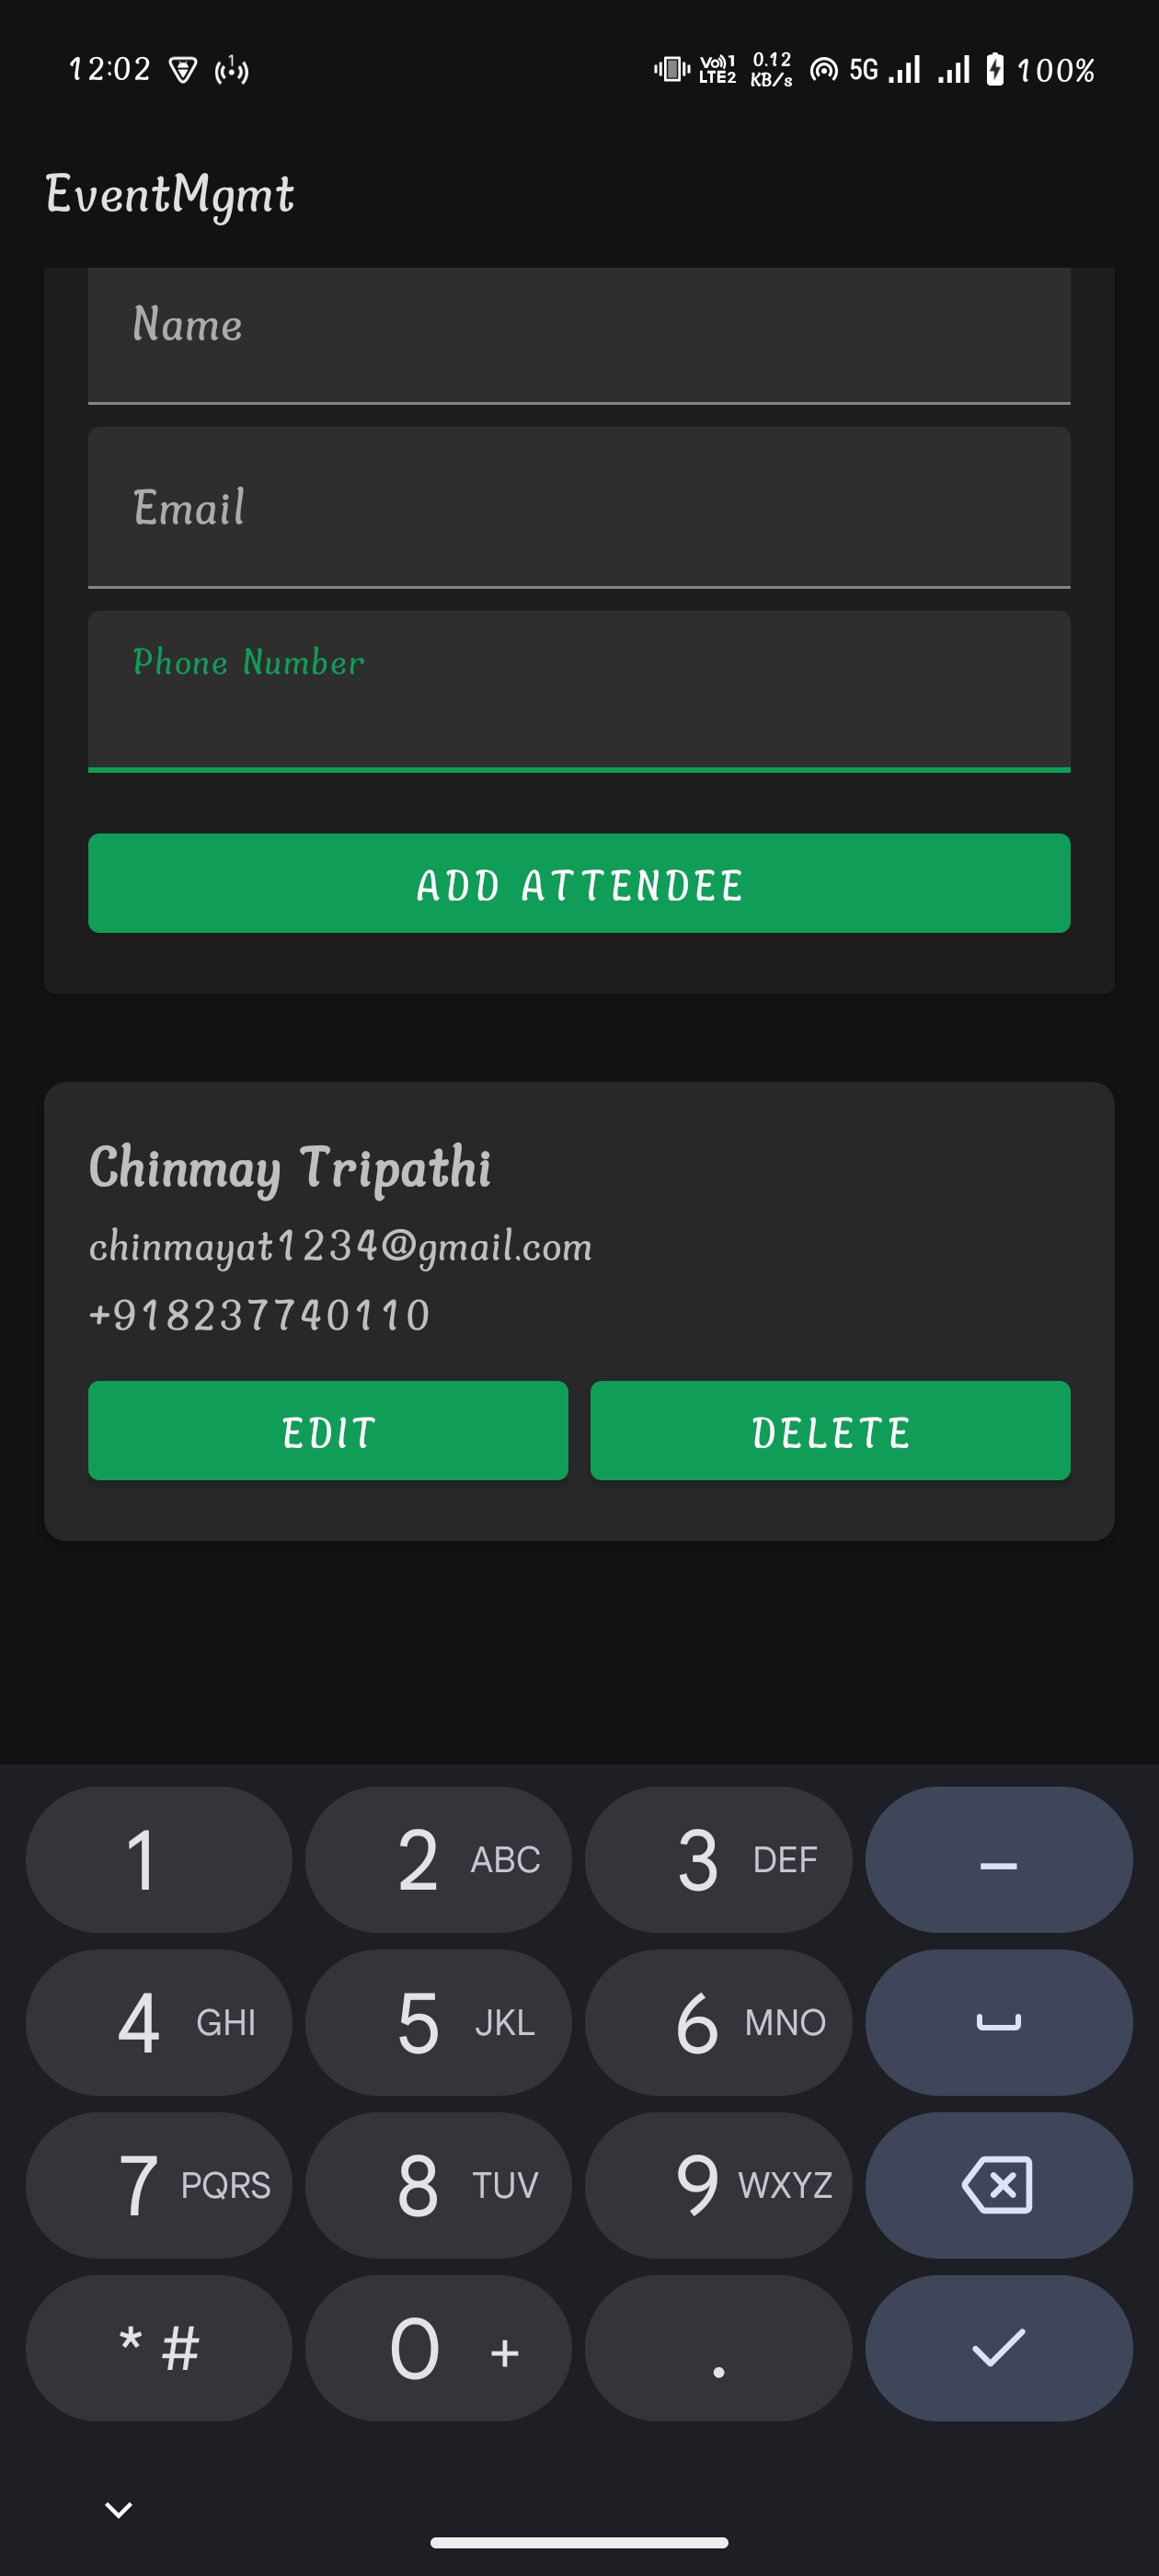 12:02 1 Vo)1 LTE2 0.12 KB/s 5G 100%
EventMgmt
Name
Email
Phone Number
ADD ATTENDEE
Chinmay Tripathi
chinmayat1234@gmail.com
+918237740110
EDIT DELETE
1 2 ABC 3 DEF –
4 GHI 5 JKL 6 MNO
7 PQRS 8 TUV 9 WXYZ
* # 0 + .